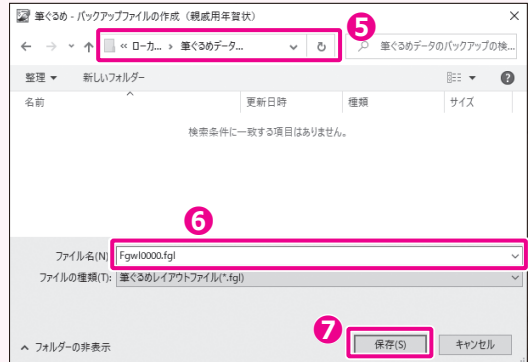 筆ぐるめ - バックアップファイルの作成（親戚用年賀状）
5
« ローカ... › 筆ぐるめデータ...
筆ぐるめデータのバックアップの検...
整理 新しいフォルダー
名前 更新日時 種類 サイズ
検索条件に一致する項目はありません。
6
ファイル名(N) Fgwl0000.fgl
ファイルの種類(T): 筆ぐるめレイアウトファイル(*.fgl)
7
フォルダーの非表示 保存(S) キャンセル